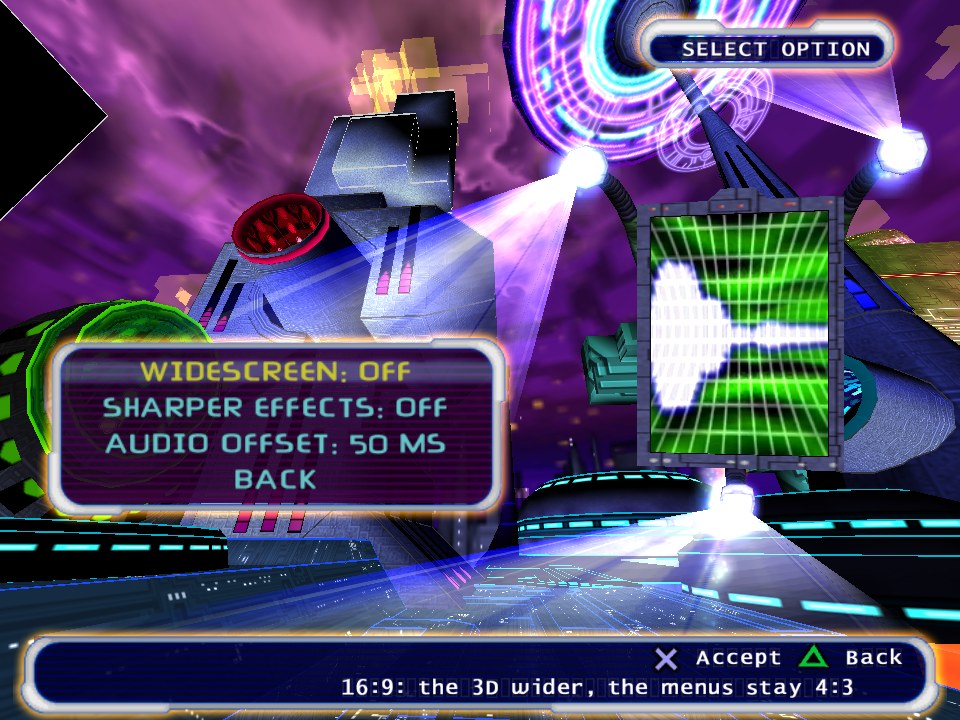 SELECT OPTION
WIDESCREEN: OFF
SHARPER EFFECTS: OFF
AUDIO OFFSET: 50 MS
BACK
Accept Back
16:9: the 3D wider, the menus stay 4:3